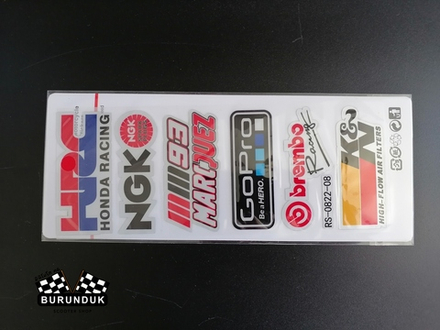 HRC
HONDA RACING
NGK
NGK
93
MARQUEZ
GoPro
Be a HERO.
brembo
Racing
RS-0822-08
K&N
HIGH-FLOW AIR FILTERS
BURUNDUK